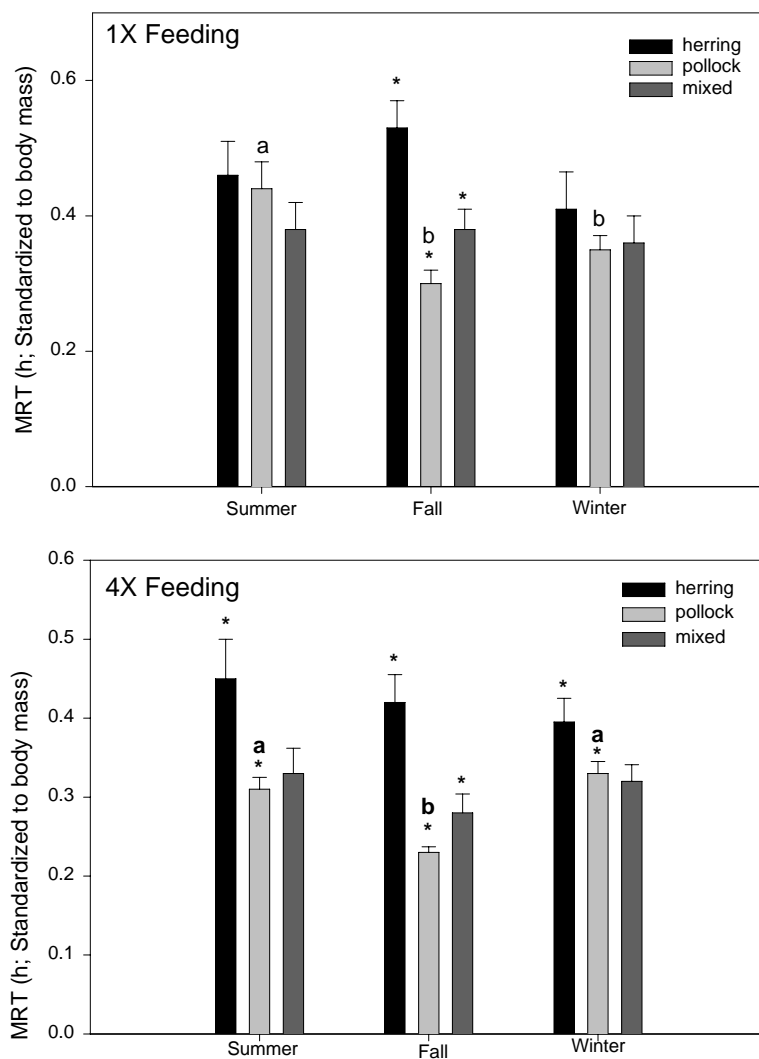 1X Feeding
herring
pollock
mixed
MRT (h; Standardized to body mass)
0.6
0.4
0.2
0.0
*
a
b
*
*
b
Summer
Fall
Winter
4X Feeding
herring
pollock
mixed
MRT (h; Standardized to body mass)
0.6
0.5
0.4
0.3
0.2
0.1
0.0
*
*
*
a
*
a
*
b
*
*
Summer
Fall
Winter